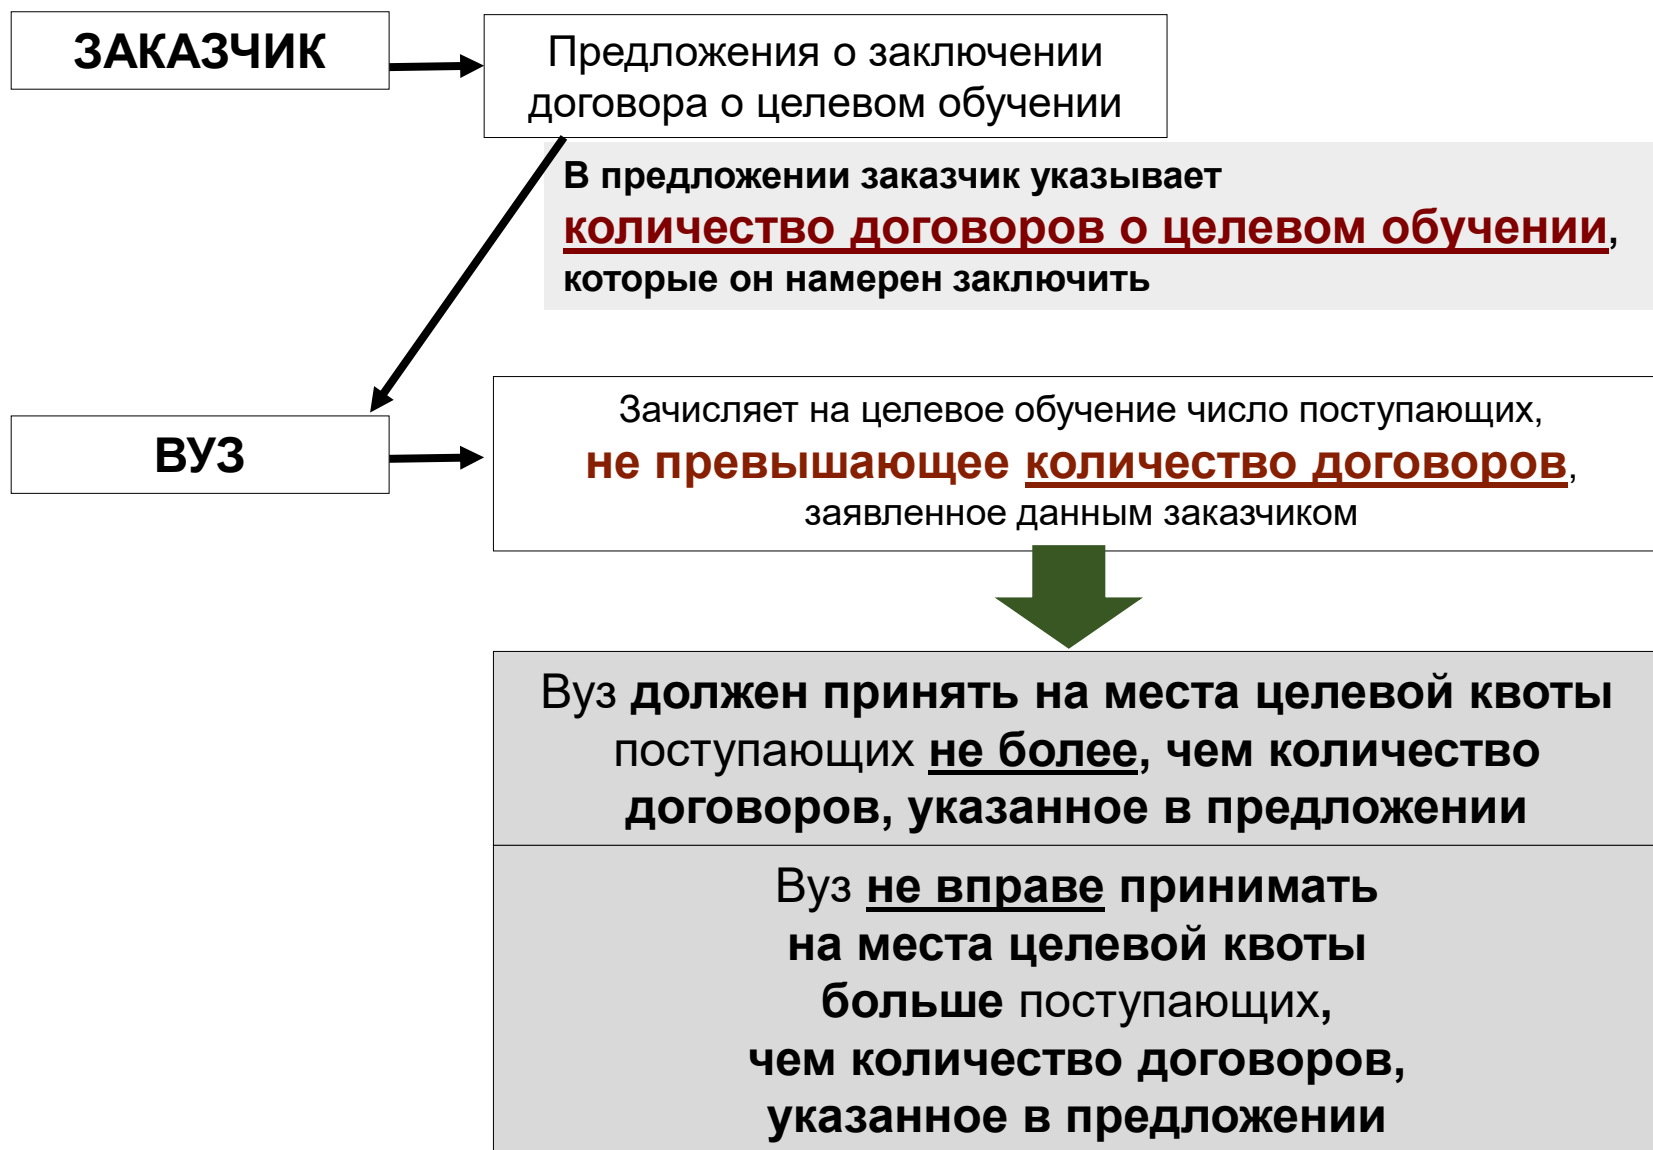 ЗАКАЗЧИК
Предложения о заключении
договора о целевом обучении
В предложении заказчик указывает
количество договоров о целевом обучении,
которые он намерен заключить
ВУЗ
Зачисляет на целевое обучение число поступающих,
не превышающее количество договоров,
заявленное данным заказчиком
Вуз должен принять на места целевой квоты
поступающих не более, чем количество
договоров, указанное в предложении
Вуз не вправе принимать
на места целевой квоты
больше поступающих,
чем количество договоров,
указанное в предложении